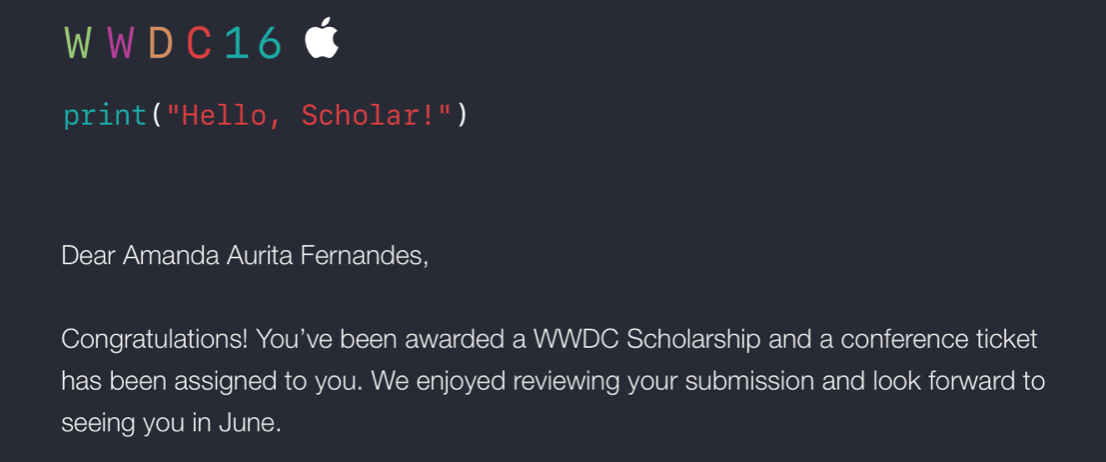 WWDC16
print("Hello, Scholar!")
Dear Amanda Aurita Fernandes,
Congratulations! You’ve been awarded a WWDC Scholarship and a conference ticket
has been assigned to you. We enjoyed reviewing your submission and look forward to
seeing you in June.